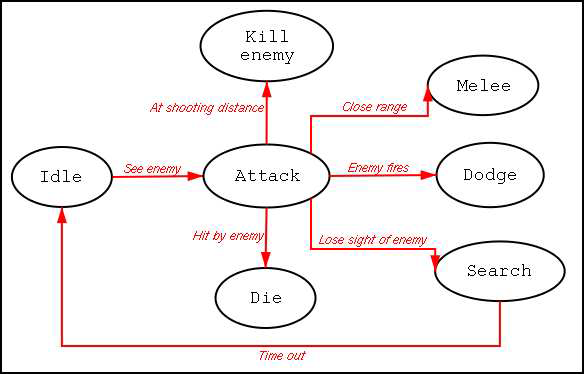 Kill
enemy
At shooting distance
Close range
Melee
Idle
See enemy
Attack
Enemy fires
Dodge
Hit by enemy
Lose sight of enemy
Search
Die
Time out